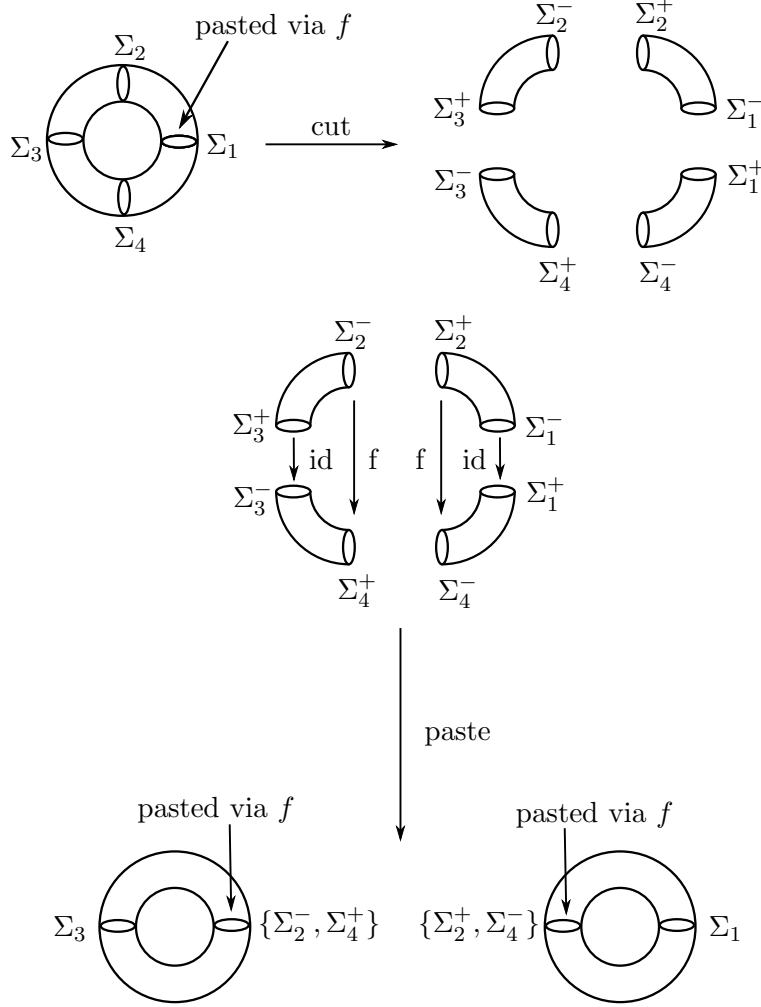 pasted via f
Σ₂
Σ₃
Σ₁
Σ₄
cut
Σ₂⁻
Σ₂⁺
Σ₃⁺
Σ₁⁻
Σ₃⁻
Σ₁⁺
Σ₄⁺
Σ₄⁻
Σ₂⁻
Σ₂⁺
Σ₃⁺
Σ₁⁻
id
f
f
id
Σ₃⁻
Σ₁⁺
Σ₄⁺
Σ₄⁻
paste
pasted via f
pasted via f
Σ₃
{Σ₂⁻, Σ₄⁺}
{Σ₂⁺, Σ₄⁻}
Σ₁